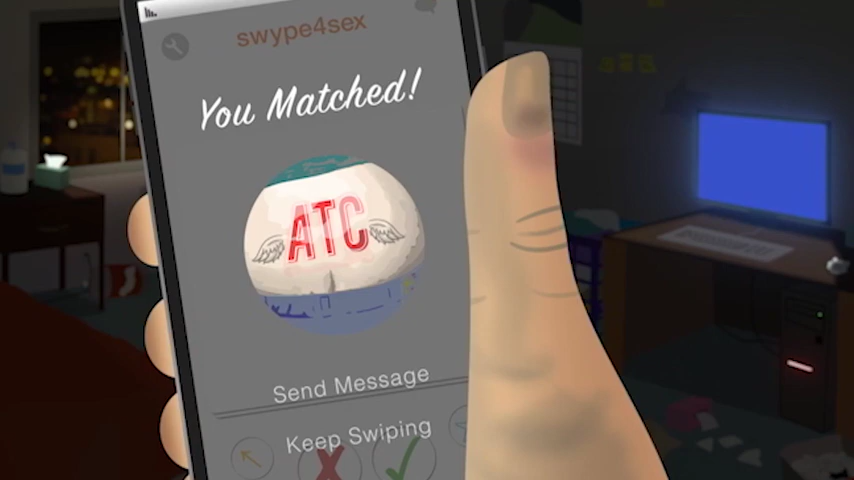 swype4sex
You Matched!
ATC
Send Message
Keep Swiping